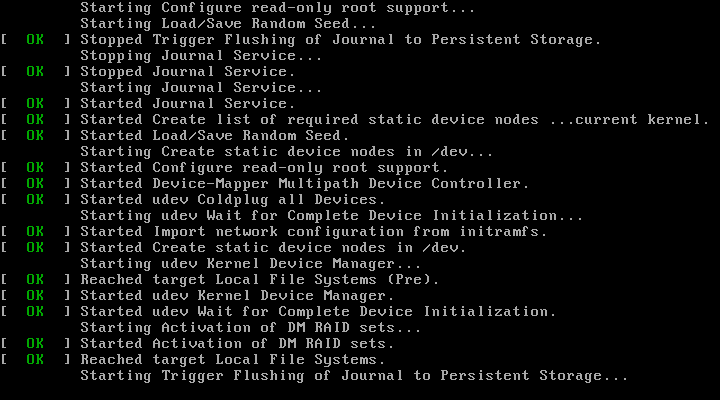 Starting Configure read-only root support...
Starting Load/Save Random Seed...
[  OK  ] Stopped Trigger Flushing of Journal to Persistent Storage.
Stopping Journal Service...
[  OK  ] Stopped Journal Service.
Starting Journal Service...
[  OK  ] Started Journal Service.
[  OK  ] Started Create list of required static device nodes ...current kernel.
[  OK  ] Started Load/Save Random Seed.
Starting Create static device nodes in /dev...
[  OK  ] Started Configure read-only root support.
[  OK  ] Started Device-Mapper Multipath Device Controller.
[  OK  ] Started udev Coldplug all Devices.
Starting udev Wait for Complete Device Initialization...
[  OK  ] Started Import network configuration from initramfs.
[  OK  ] Started Create static device nodes in /dev.
Starting udev Kernel Device Manager...
[  OK  ] Reached target Local File Systems (Pre).
[  OK  ] Started udev Kernel Device Manager.
[  OK  ] Started udev Wait for Complete Device Initialization.
Starting Activation of DM RAID sets...
[  OK  ] Started Activation of DM RAID sets.
[  OK  ] Reached target Local File Systems.
Starting Trigger Flushing of Journal to Persistent Storage...